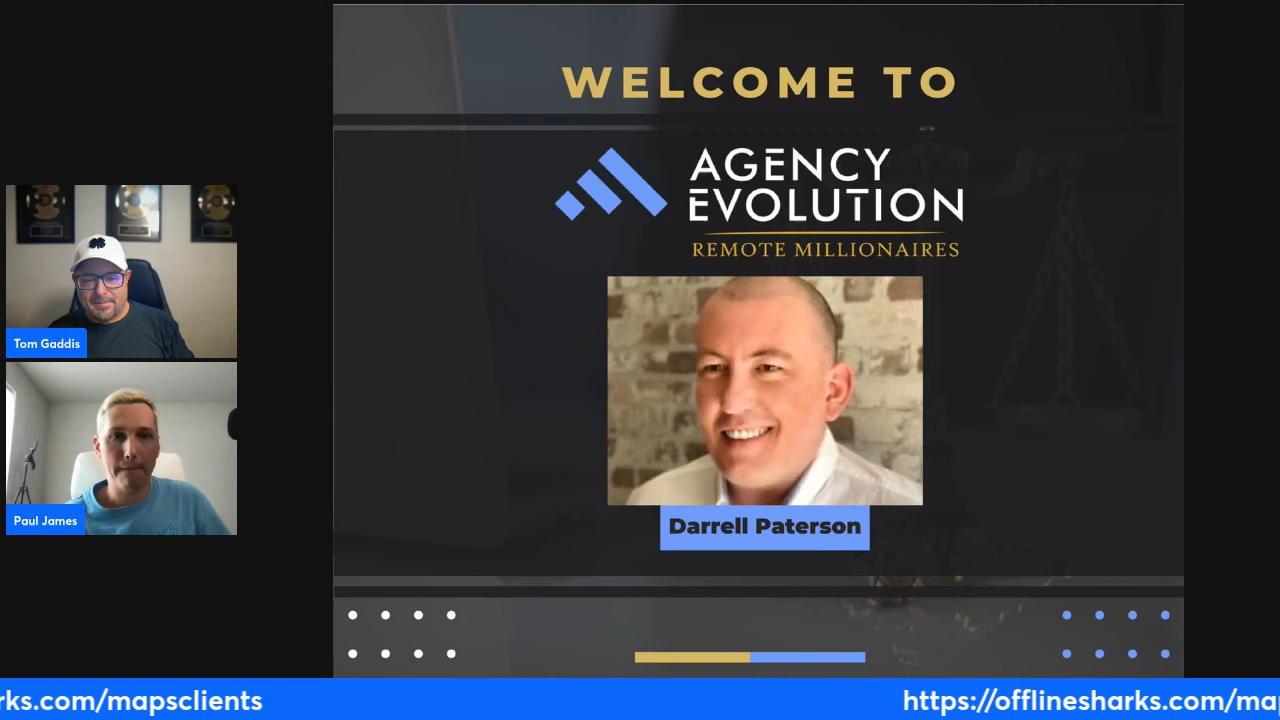 WELCOME TO
AGENCY
EVOLUTION
REMOTE MILLIONAIRES
Tom Gaddis
Paul James
Darrell Paterson
rks.com/mapsclients
https://offlinesharks.com/ma